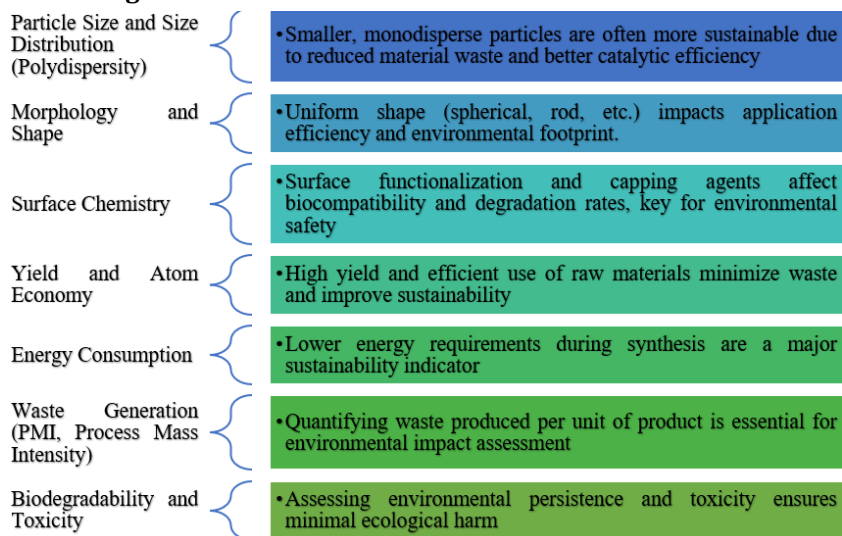 Particle Size and Size
Distribution
(Polydispersity)
•Smaller, monodisperse particles are often more sustainable due
to reduced material waste and better catalytic efficiency
Morphology and
Shape
•Uniform shape (spherical, rod, etc.) impacts application
efficiency and environmental footprint.
Surface Chemistry
•Surface functionalization and capping agents affect
biocompatibility and degradation rates, key for environmental
safety
Yield and Atom
Economy
•High yield and efficient use of raw materials minimize waste
and improve sustainability
Energy Consumption
•Lower energy requirements during synthesis are a major
sustainability indicator
Waste Generation
(PMI, Process Mass
Intensity)
•Quantifying waste produced per unit of product is essential for
environmental impact assessment
Biodegradability and
Toxicity
•Assessing environmental persistence and toxicity ensures
minimal ecological harm